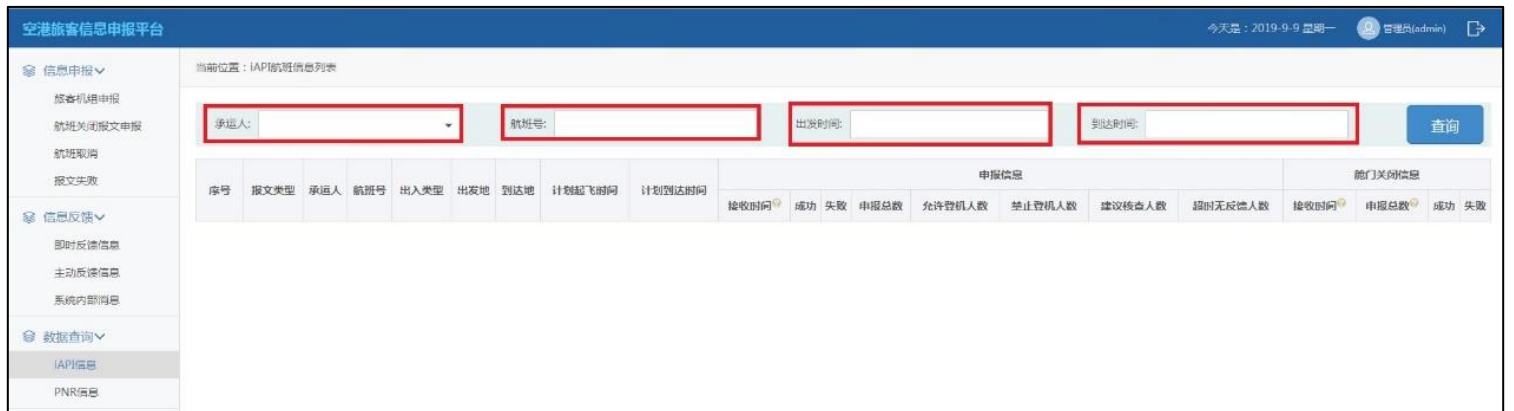 空港旅客信息申报平台
今天是：2019-9-9 星期一 管理员(admin)
信息申报
旅客机组申报
航班关闭报文申报
航班取消
报文失败
信息反馈
即时反馈信息
主动反馈信息
系统内部消息
数据查询
iAPI信息
PNR信息
当前位置：iAPI航班信息列表
承运人: 航班号: 出发时间: 到达时间: 查询
序号 报文类型 承运人 航班号 出入类型 出发地 到达地 计划起飞时间 计划到达时间 申报信息 舱门关闭信息
接收时间 成功 失败 申报总数 允许登机人数 禁止登机人数 建议核查人数 超时无反馈人数 接收时间 申报总数 成功 失败